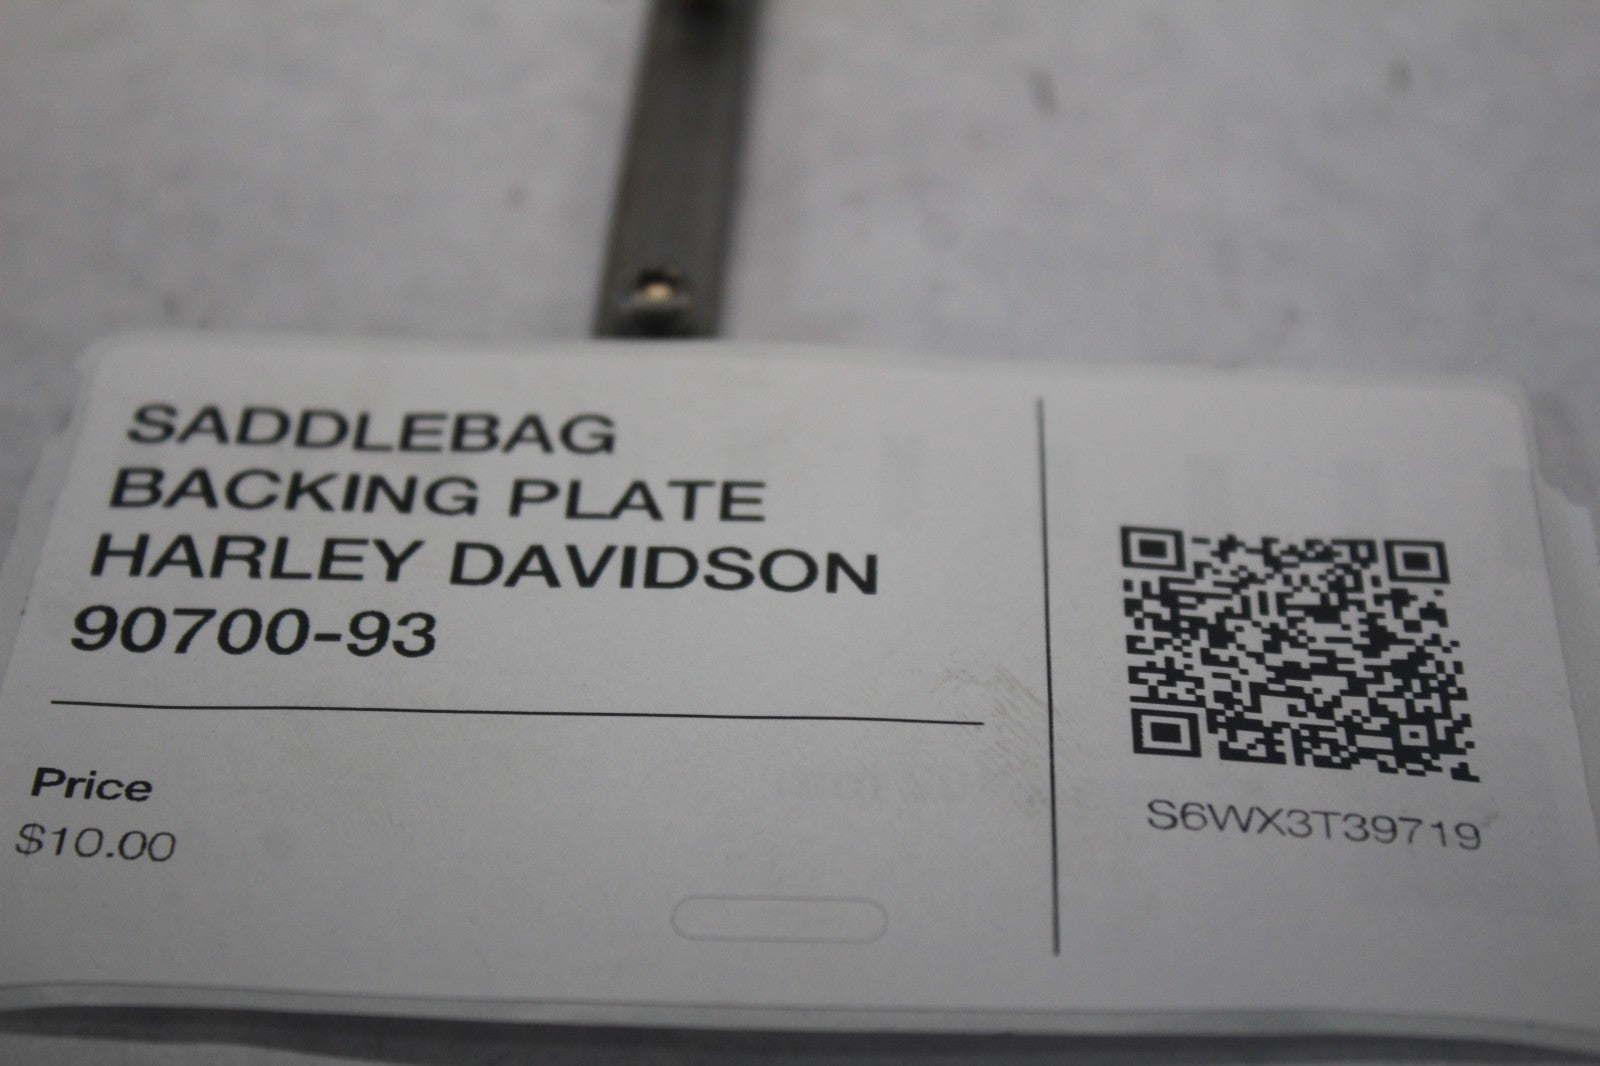 SADDLEBAG
BACKING PLATE
HARLEY DAVIDSON
90700-93
Price
$10.00
S6WX3T39719